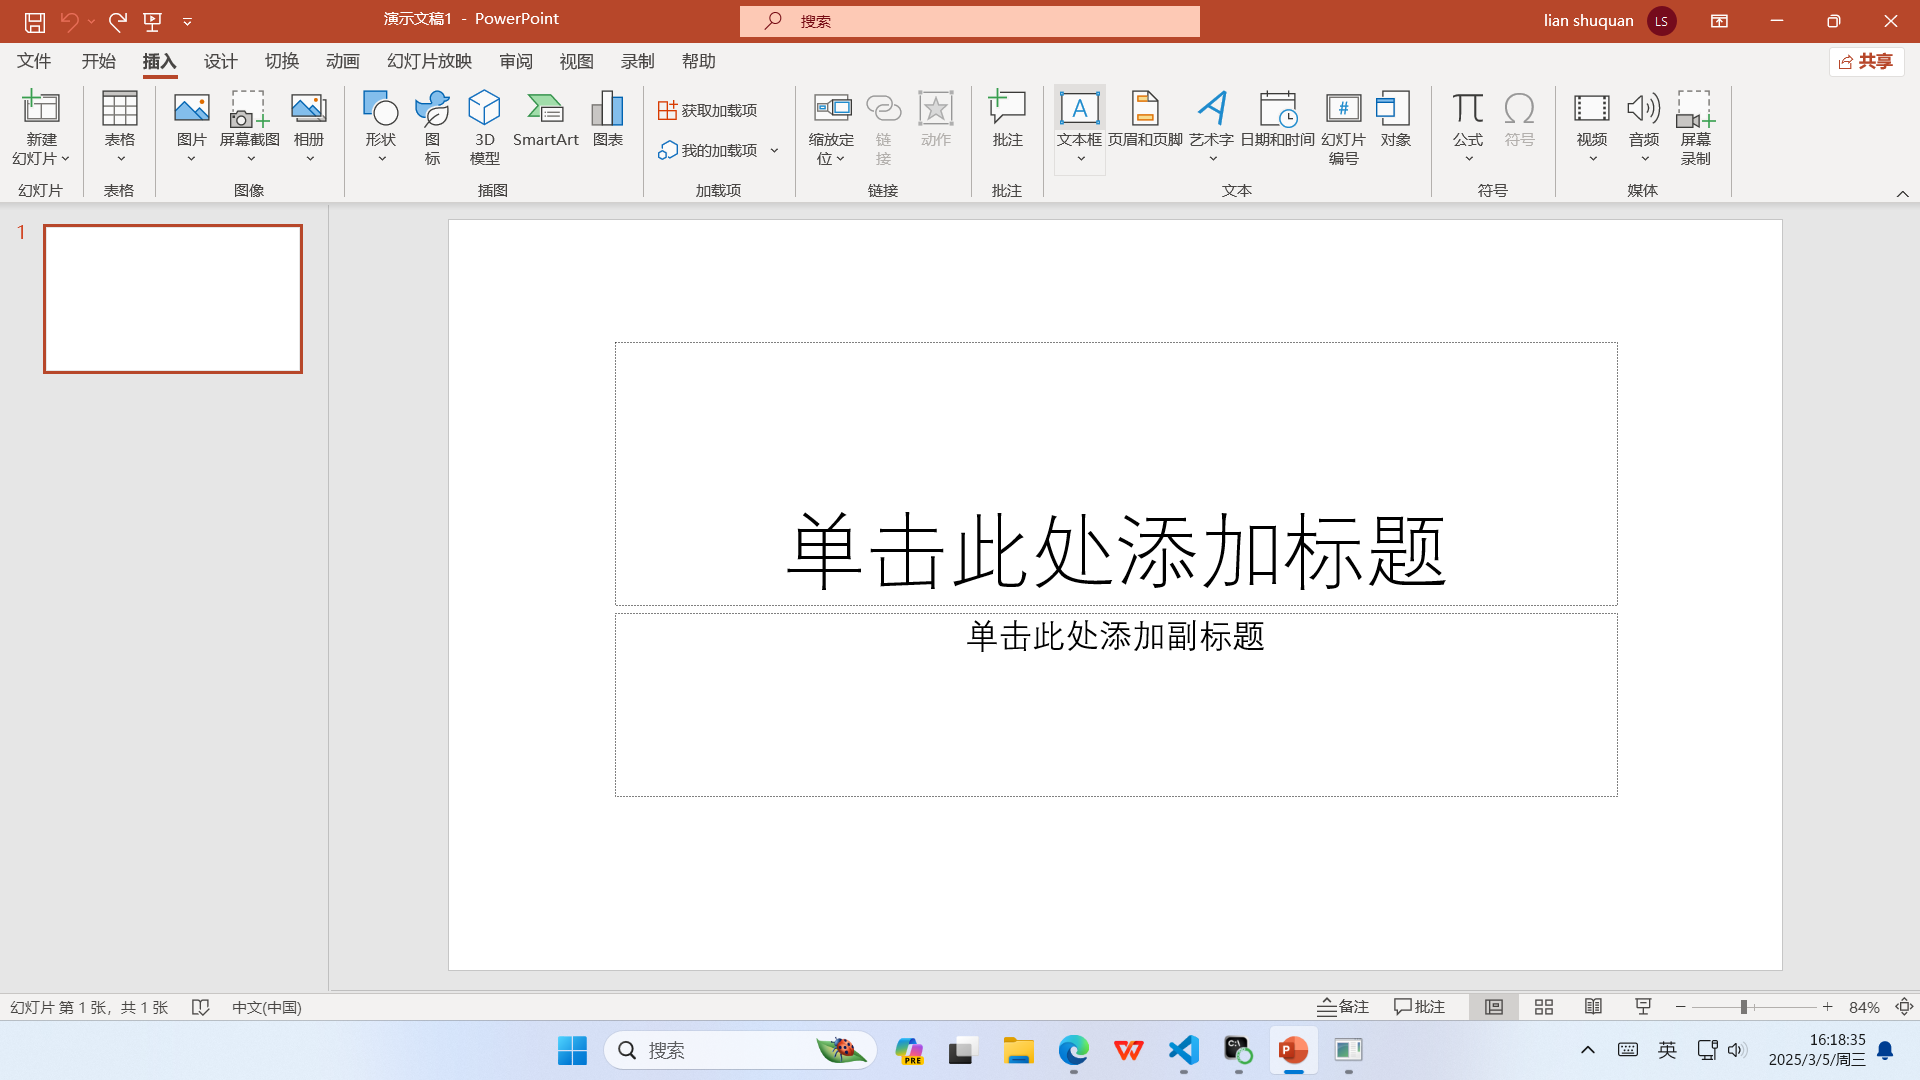 演示文稿1 - PowerPoint
搜索
lian shuquan
LS
文件 开始 插入 设计 切换 动画 幻灯片放映 审阅 视图 录制 帮助
共享
新建
幻灯片
表格
图片
屏幕截图
相册
形状
图
标
3D
模型
SmartArt
图表
获取加载项
我的加载项
缩放定
位
链
接
动作
批注
文本框
页眉和页脚
艺术字
日期和时间
幻灯片
编号
对象
公式
符号
视频
音频
屏幕
录制
幻灯片 表格 图像 插图 加载项 链接 批注 文本 符号 媒体
1
单击此处添加标题
单击此处添加副标题
幻灯片 第 1 张，共 1 张
中文(中国)
备注
批注
84%
搜索
PRE
英
16:18:35
2025/3/5/周三